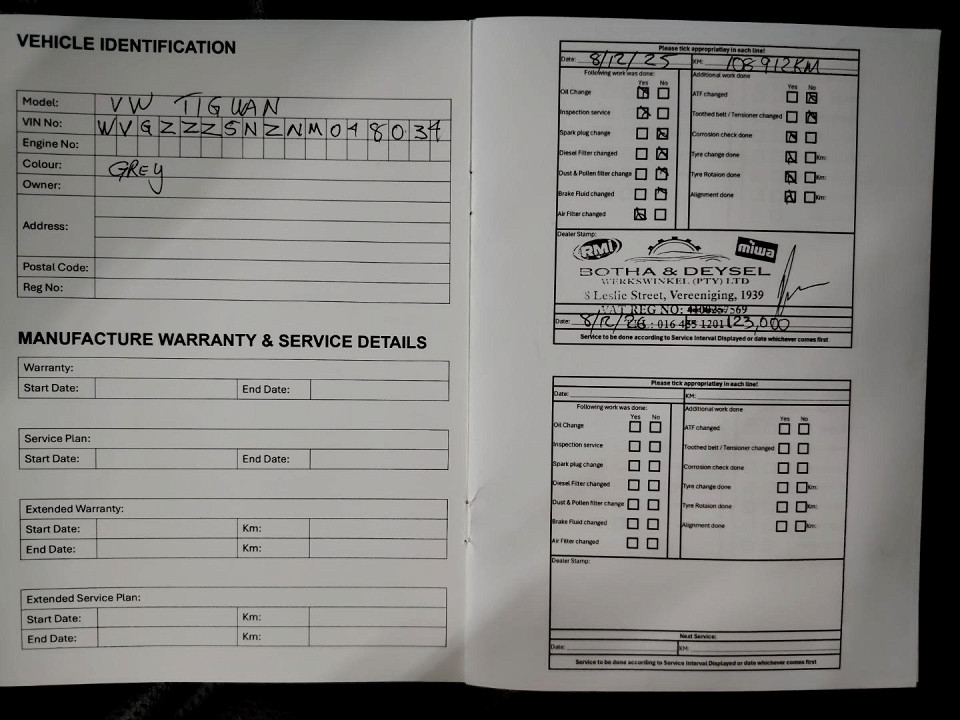 VEHICLE IDENTIFICATION
Model: VW TIGUAN
VIN No: WVGZZZ5NZNM048034
Engine No:
Colour: GREY
Owner:
Address:
Postal Code:
Reg No:
MANUFACTURE WARRANTY & SERVICE DETAILS
Warranty:
Start Date: End Date:
Service Plan:
Start Date: End Date:
Extended Warranty:
Start Date: Km:
End Date: Km:
Extended Service Plan:
Start Date: Km:
End Date: Km:
Please tick appropriatley in each line!
Date: 8/12/25 KM: 108 912KM
Following work was done: Additional work done
Yes No Yes No
Oil Change ATF changed
Inspection service Toothed belt / Tensioner changed
Spark plug change Corrosion check done
Diesel Filter changed Tyre change done Km:
Dust & Pollen filter change Tyre Rotaion done Km:
Brake Fluid changed Alignment done Km:
Air Filter changed
Dealer Stamp:
RMI miwa
BOTHA & DEYSEL
WERKSWINKEL (PTY) LTD
8 Leslie Street, Vereeniging, 1939
VAT REG NO:
Date: 8/12/26 : 016 455 1201 123,000
Service to be done according to Service Interval Displayed or date whichever comes first
Please tick appropriatley in each line!
Date: KM:
Following work was done: Additional work done
Yes No Yes No
Oil Change ATF changed
Inspection service Toothed belt / Tensioner changed
Spark plug change Corrosion check done
Diesel Filter changed Tyre change done Km:
Dust & Pollen filter change Tyre Rotaion done Km:
Brake Fluid changed Alignment done Km:
Air Filter changed
Dealer Stamp:
Next Service:
Date: KM:
Service to be done according to Service Interval Displayed or date whichever comes first